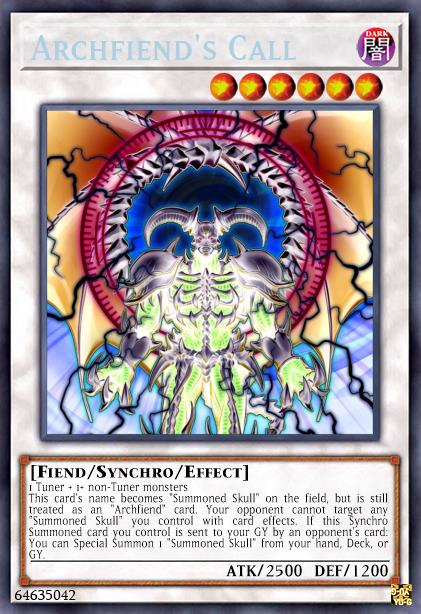 ARCHFIEND'S CALL
DARK
闇
[FIEND/SYNCHRO/EFFECT]
1 Tuner + 1+ non-Tuner monsters
This card's name becomes "Summoned Skull" on the field, but is still
treated as an "Archfiend" card. Your opponent cannot target any
"Summoned Skull" you control with card effects. If this Synchro
Summoned card you control is sent to your GY by an opponent's card:
You can Special Summon 1 "Summoned Skull" from your hand, Deck, or
GY.
ATK/2500 DEF/1200
64635042